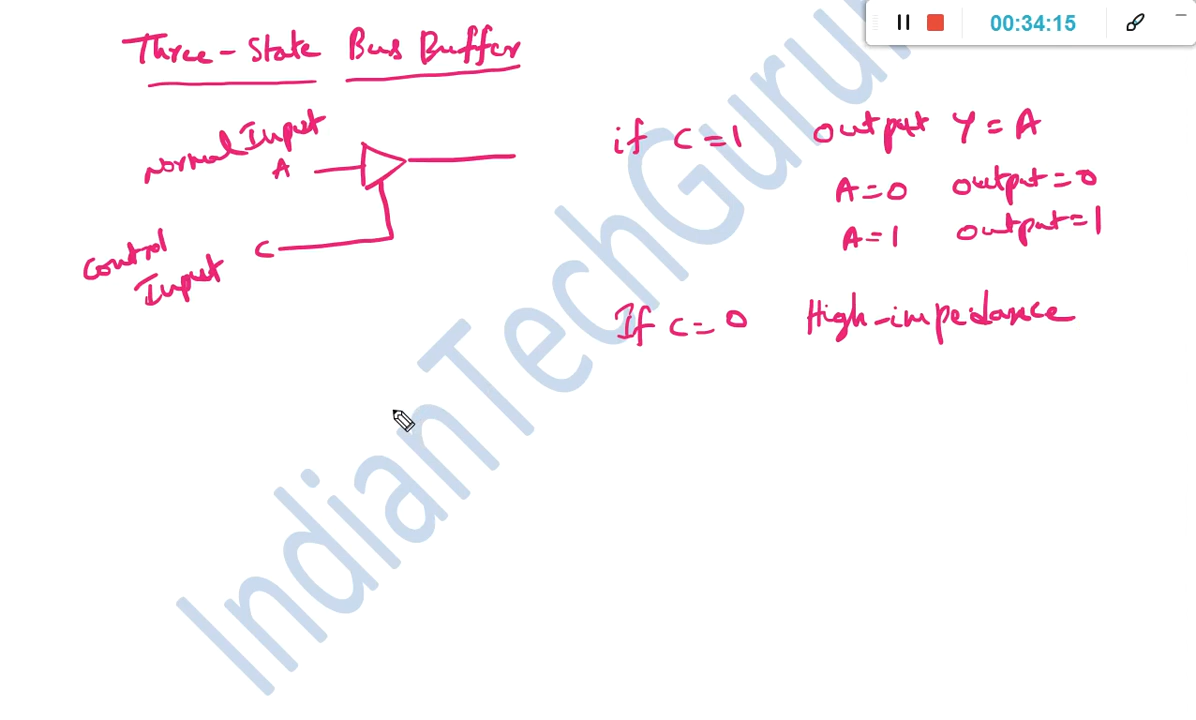 00:34:15
Three-State Bus Buffer
Normal Input
A
Control
Input
C
if C=1 output Y=A
A=0 output=0
A=1 output=1
If C=0 High-impedance
IndianTechGuru